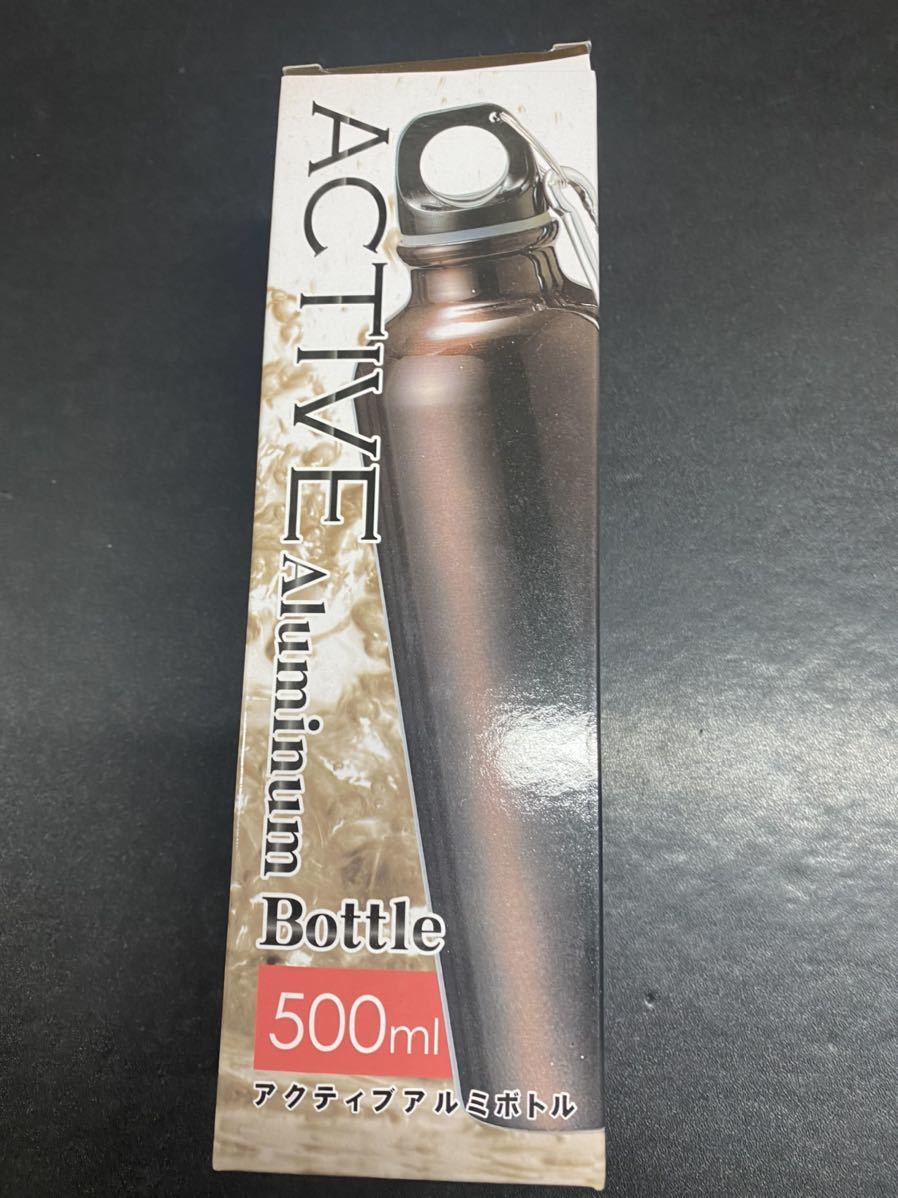 ACTIVE
Aluminum
Bottle
500ml
アクティブアルミボトル